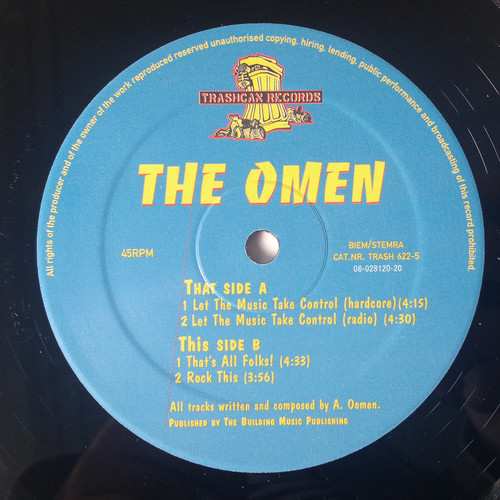 All rights of the producer and of the owner of the work reproduced reserved unauthorised copying, hiring, lending, public performance and broadcasting of this record prohibited.
TRASHCAN RECORDS
THE OMEN
45RPM
BIEM/STEMRA
CAT.NR. TRASH 622-5
08-028120-20
THAT SIDE A
1 Let The Music Take Control (hardcore)(4:15)
2 Let The Music Take Control (radio) (4:30)
This SIDE B
1 That's All Folks! (4:33)
2 Rock This (3:56)
All tracks written and composed by A. Oomen.
PUBLISHED BY THE BUILDING MUSIC PUBLISHING